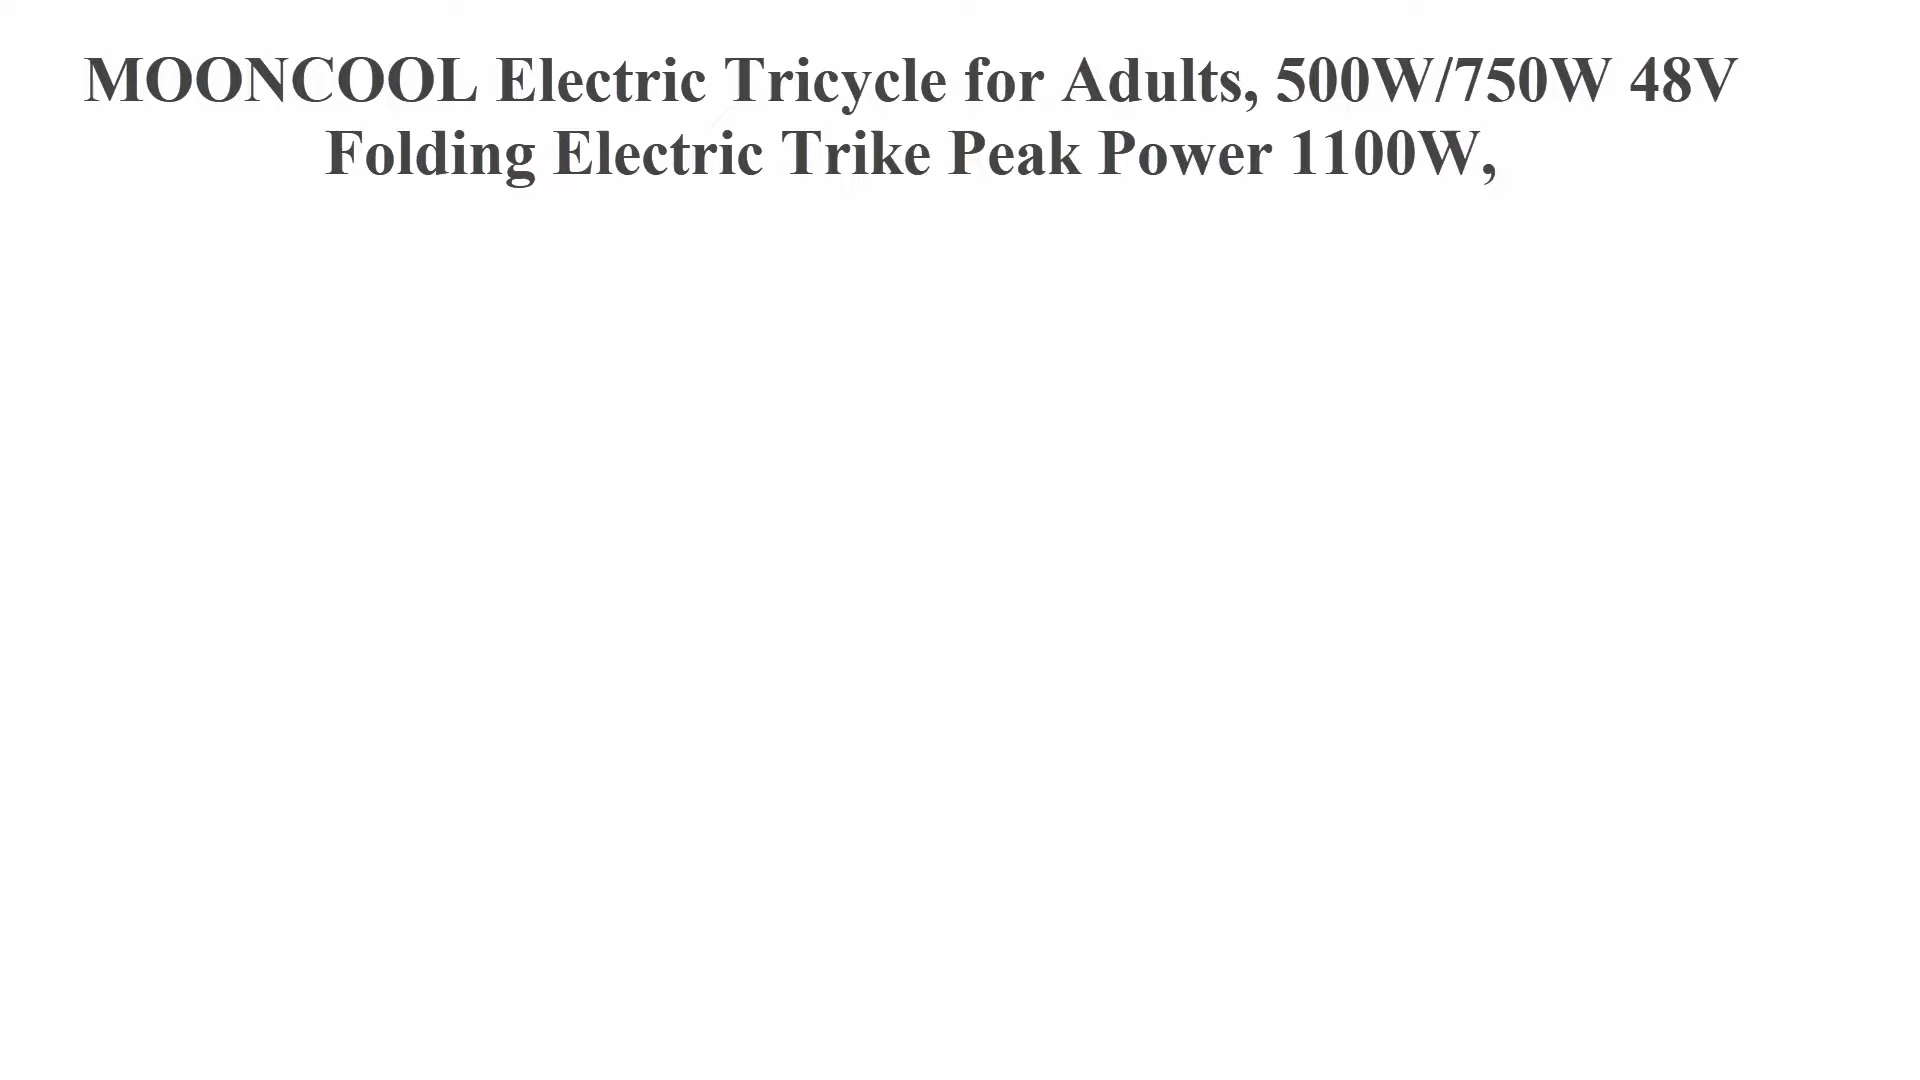 MOONCOOL Electric Tricycle for Adults, 500W/750W 48V
Folding Electric Trike Peak Power 1100W,